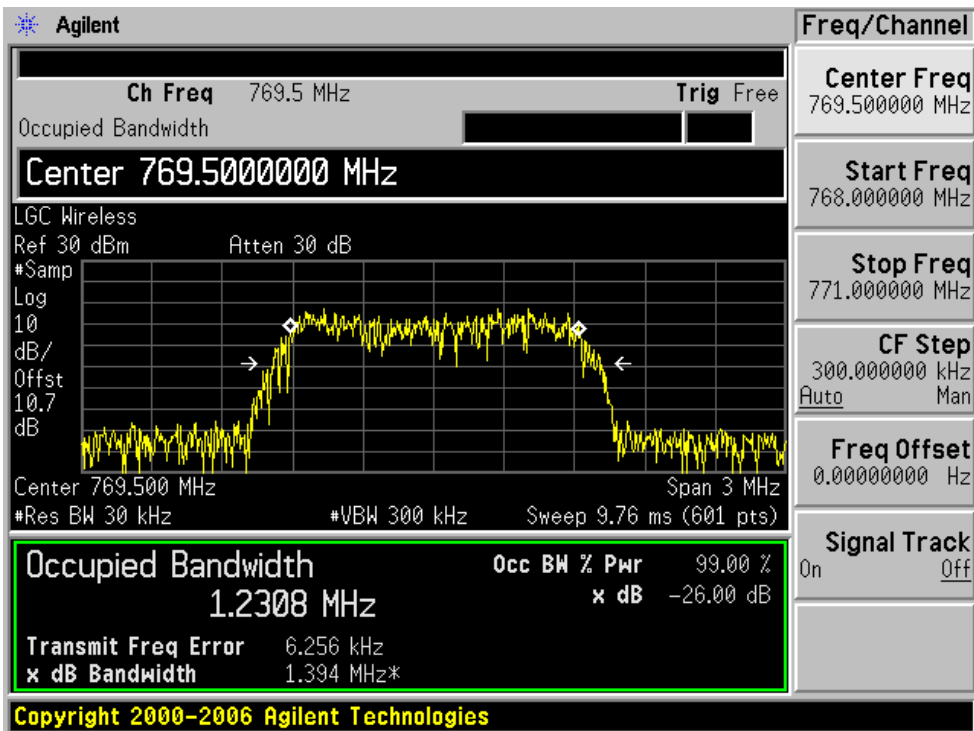 Agilent
Freq/Channel
Ch Freq 769.5 MHz Trig Free
Occupied Bandwidth
Center 769.5000000 MHz
LGC Wireless
Ref 30 dBm Atten 30 dB
#Samp
Log
10
dB/
Offst
10.7
dB
Center 769.500 MHz Span 3 MHz
#Res BW 30 kHz #VBW 300 kHz Sweep 9.76 ms (601 pts)
Occupied Bandwidth
1.2308 MHz
Occ BW % Pwr 99.00 %
x dB -26.00 dB
Transmit Freq Error 6.256 kHz
x dB Bandwidth 1.394 MHz*
Center Freq
769.500000 MHz
Start Freq
768.000000 MHz
Stop Freq
771.000000 MHz
CF Step
300.000000 kHz
Auto Man
Freq Offset
0.00000000 Hz
Signal Track
On Off
Copyright 2000-2006 Agilent Technologies